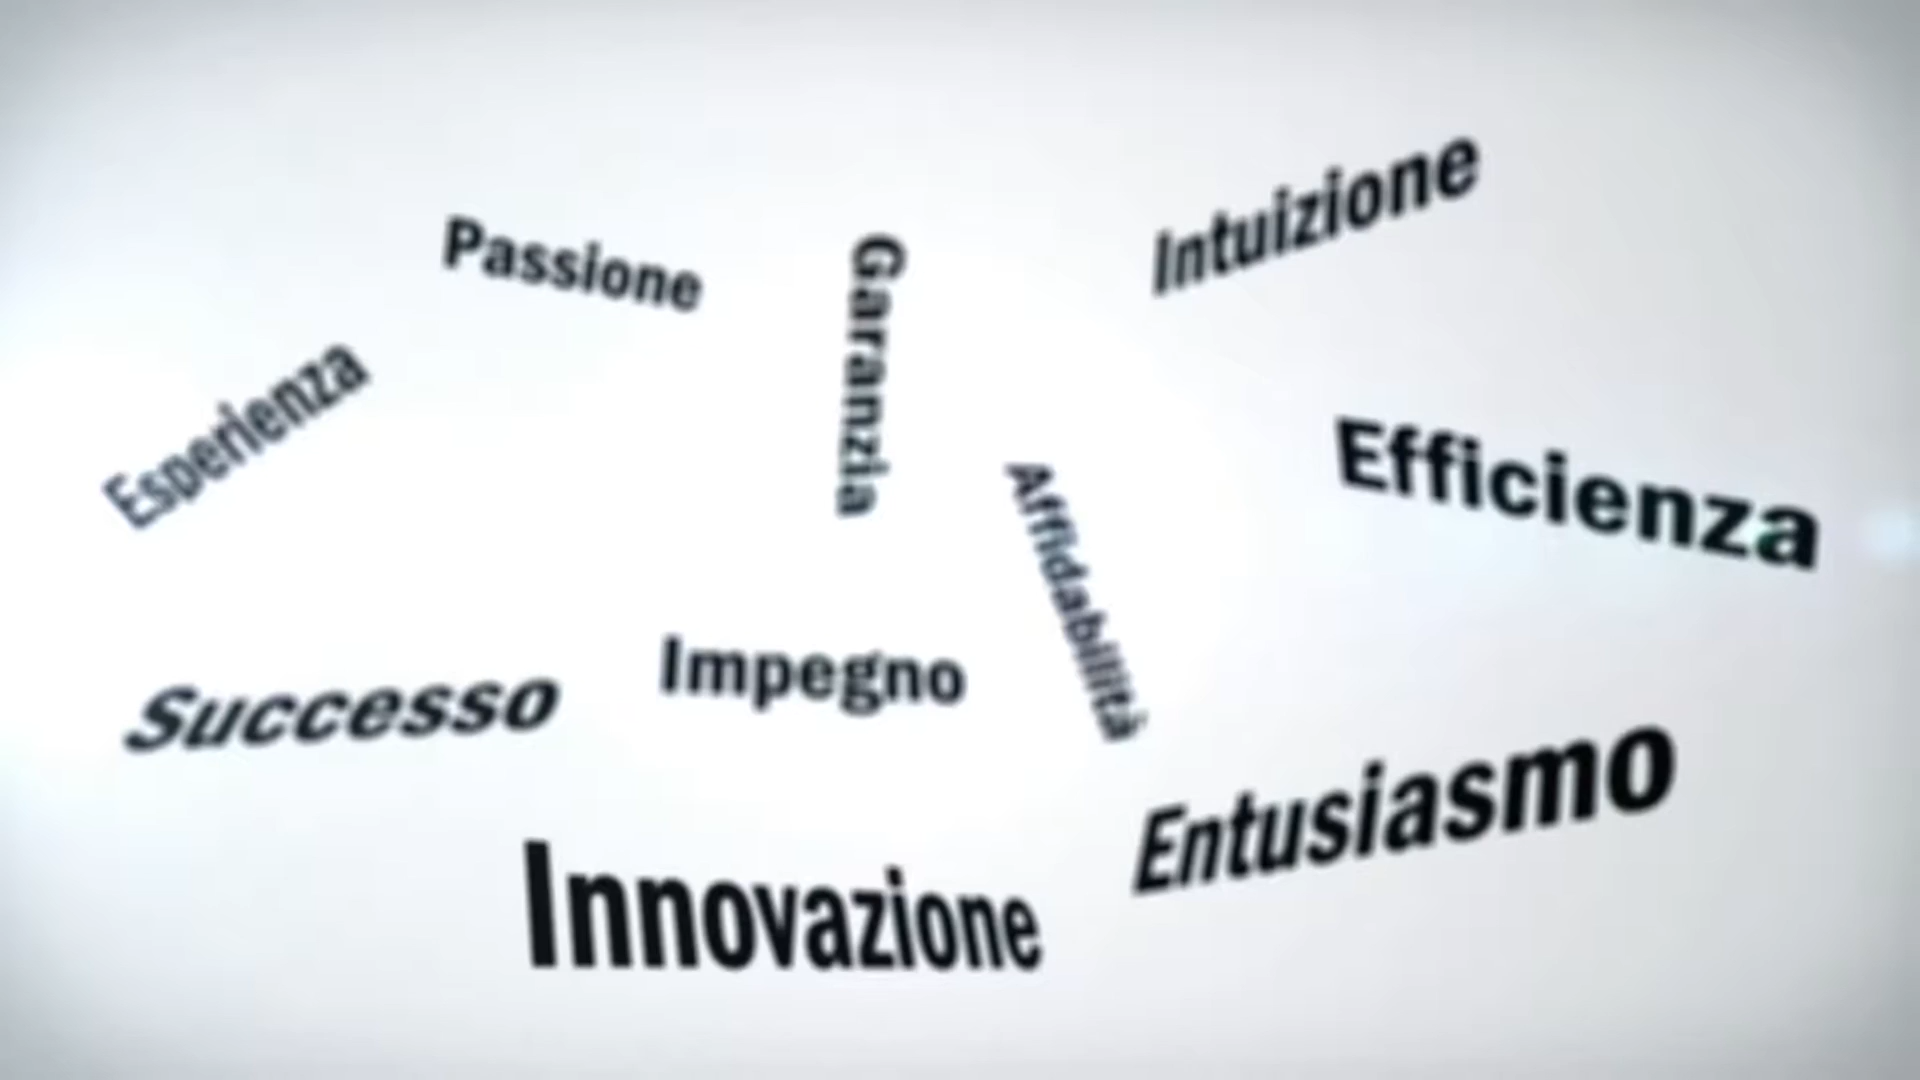 Intuizione
Passione
Garanzia
Esperienza
Efficienza
Affidabilità
Impegno
Successo
Entusiasmo
Innovazione